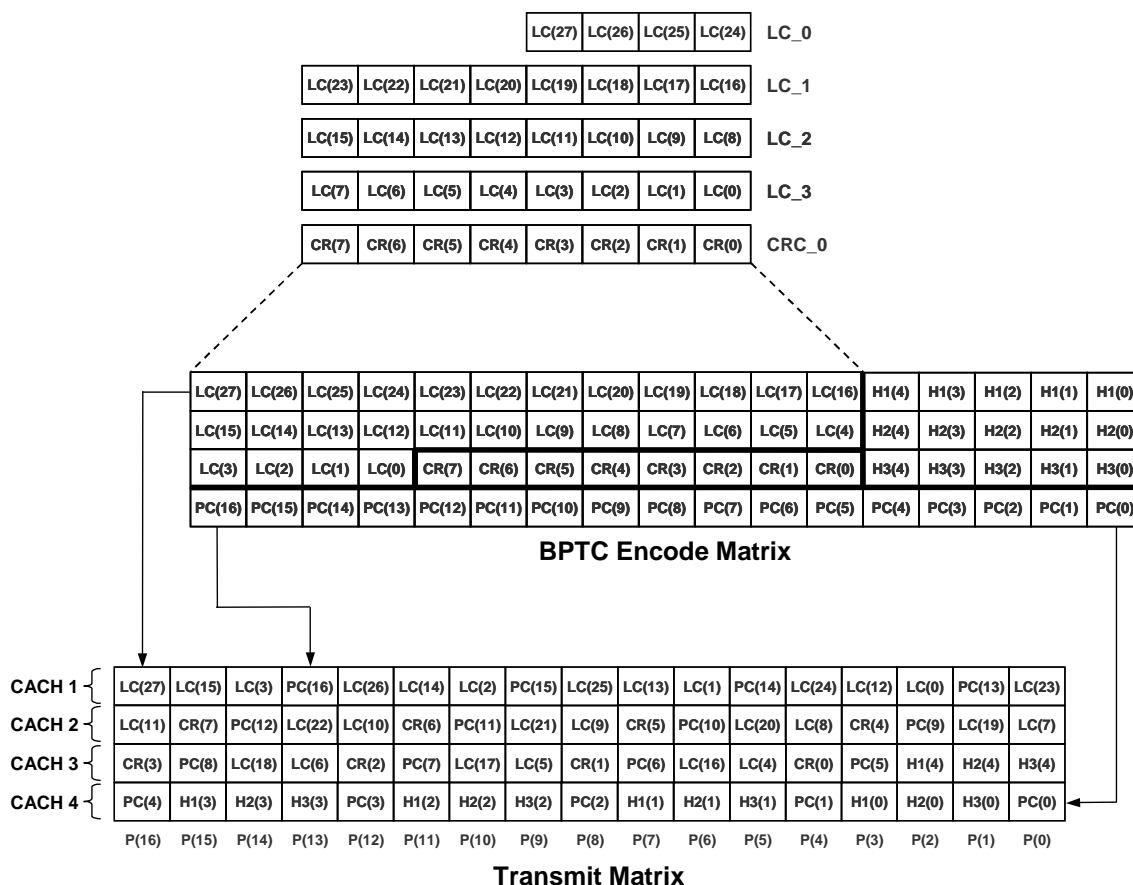 LC(27) LC(26) LC(25) LC(24) LC_0
LC(23) LC(22) LC(21) LC(20) LC(19) LC(18) LC(17) LC(16) LC_1
LC(15) LC(14) LC(13) LC(12) LC(11) LC(10) LC(9) LC(8) LC_2
LC(7) LC(6) LC(5) LC(4) LC(3) LC(2) LC(1) LC(0) LC_3
CR(7) CR(6) CR(5) CR(4) CR(3) CR(2) CR(1) CR(0) CRC_0
LC(27) LC(26) LC(25) LC(24) LC(23) LC(22) LC(21) LC(20) LC(19) LC(18) LC(17) LC(16) H1(4) H1(3) H1(2) H1(1) H1(0)
LC(15) LC(14) LC(13) LC(12) LC(11) LC(10) LC(9) LC(8) LC(7) LC(6) LC(5) LC(4) H2(4) H2(3) H2(2) H2(1) H2(0)
LC(3) LC(2) LC(1) LC(0) CR(7) CR(6) CR(5) CR(4) CR(3) CR(2) CR(1) CR(0) H3(4) H3(3) H3(2) H3(1) H3(0)
PC(16) PC(15) PC(14) PC(13) PC(12) PC(11) PC(10) PC(9) PC(8) PC(7) PC(6) PC(5) PC(4) PC(3) PC(2) PC(1) PC(0)
BPTC Encode Matrix
CACH 1 LC(27) LC(15) LC(3) PC(16) LC(26) LC(14) LC(2) PC(15) LC(25) LC(13) LC(1) PC(14) LC(24) LC(12) LC(0) PC(13) LC(23)
CACH 2 LC(11) CR(7) PC(12) LC(22) LC(10) CR(6) PC(11) LC(21) LC(9) CR(5) PC(10) LC(20) LC(8) CR(4) PC(9) LC(19) LC(7)
CACH 3 CR(3) PC(8) LC(18) LC(6) CR(2) PC(7) LC(17) LC(5) CR(1) PC(6) LC(16) LC(4) CR(0) PC(5) H1(4) H2(4) H3(4)
CACH 4 PC(4) H1(3) H2(3) H3(3) PC(3) H1(2) H2(2) H3(2) PC(2) H1(1) H2(1) H3(1) PC(1) H1(0) H2(0) H3(0) PC(0)
P(16) P(15) P(14) P(13) P(12) P(11) P(10) P(9) P(8) P(7) P(6) P(5) P(4) P(3) P(2) P(1) P(0)
Transmit Matrix